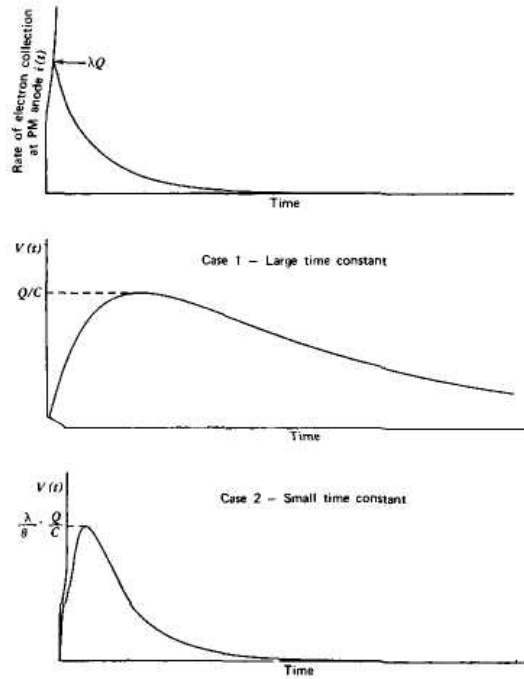 Rate of electron collection
at PM anode i(t)
λQ
Time
V(t)
Case 1 – Large time constant
Q/C
Time
V(t)
Case 2 – Small time constant
λ/θ · Q/C
Time